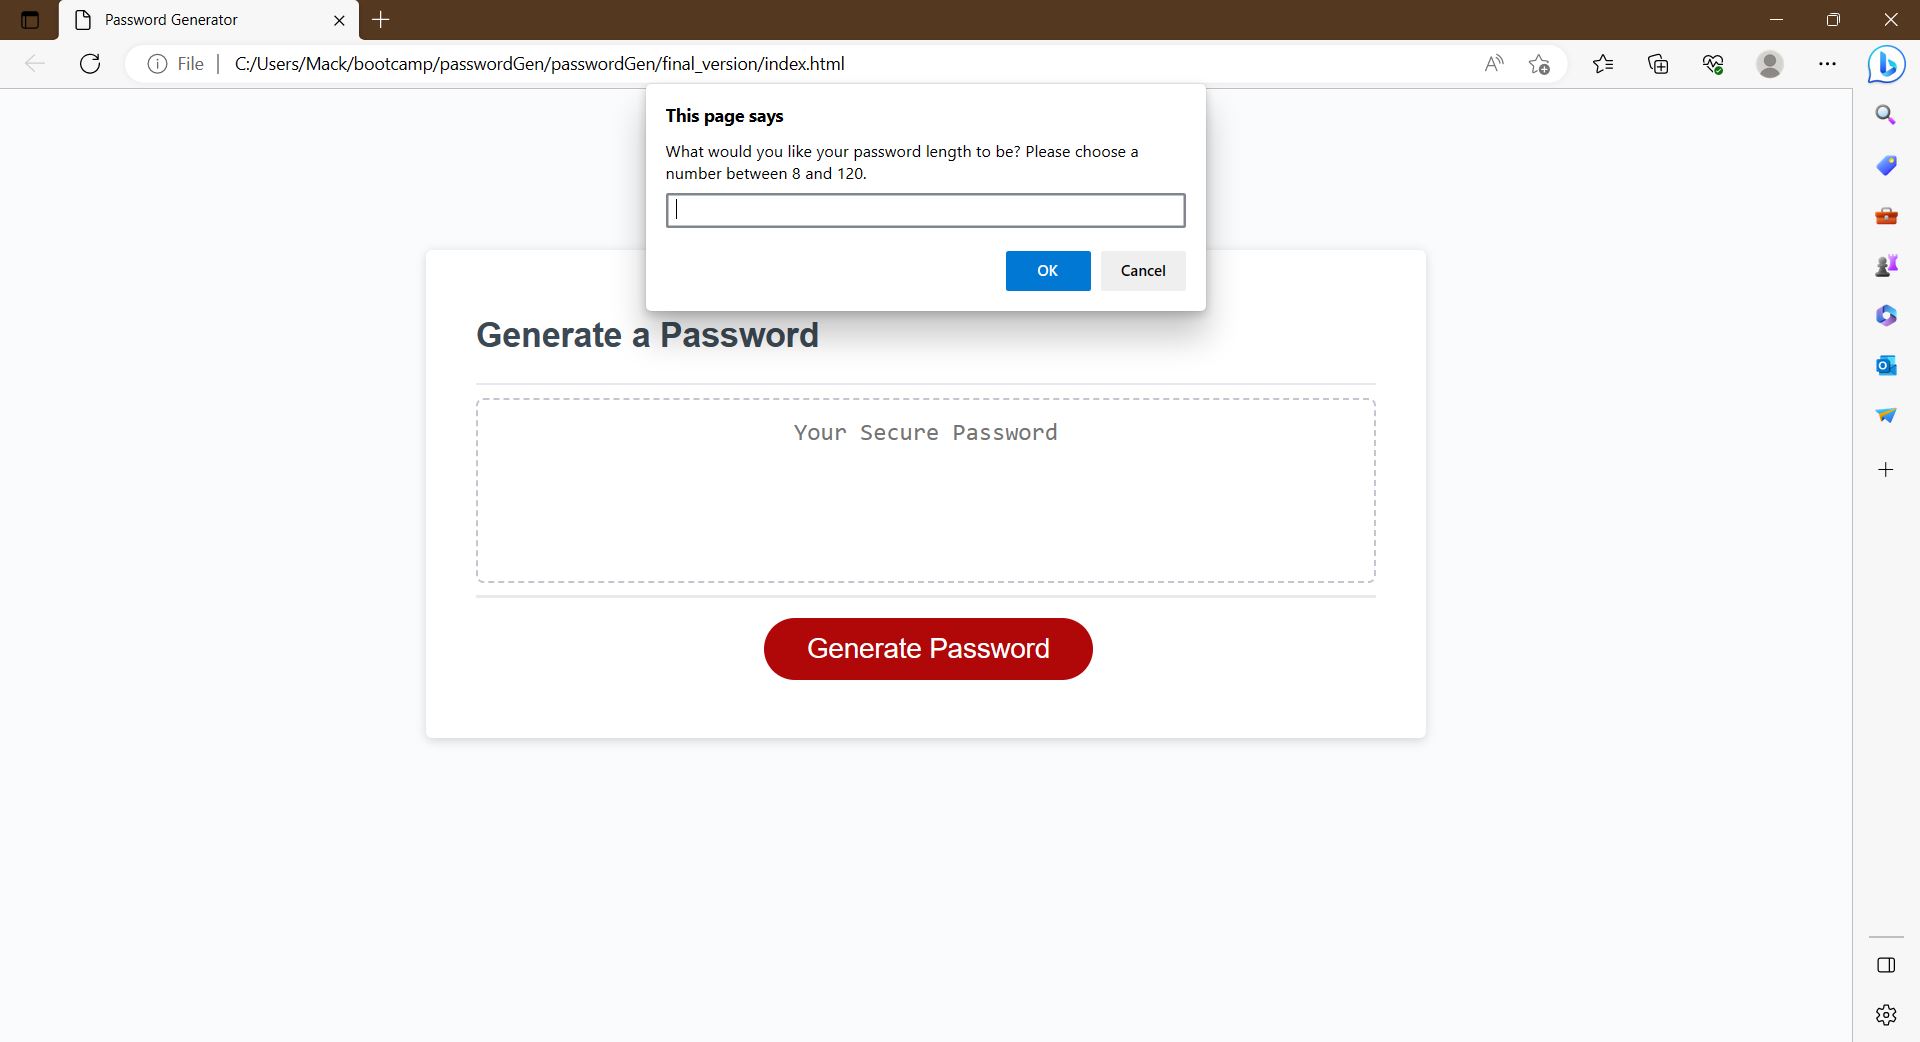 Password Generator
File
C:/Users/Mack/bootcamp/passwordGen/passwordGen/final_version/index.html
This page says
What would you like your password length to be? Please choose a
number between 8 and 120.
OK
Cancel
Generate a Password
Your Secure Password
Generate Password